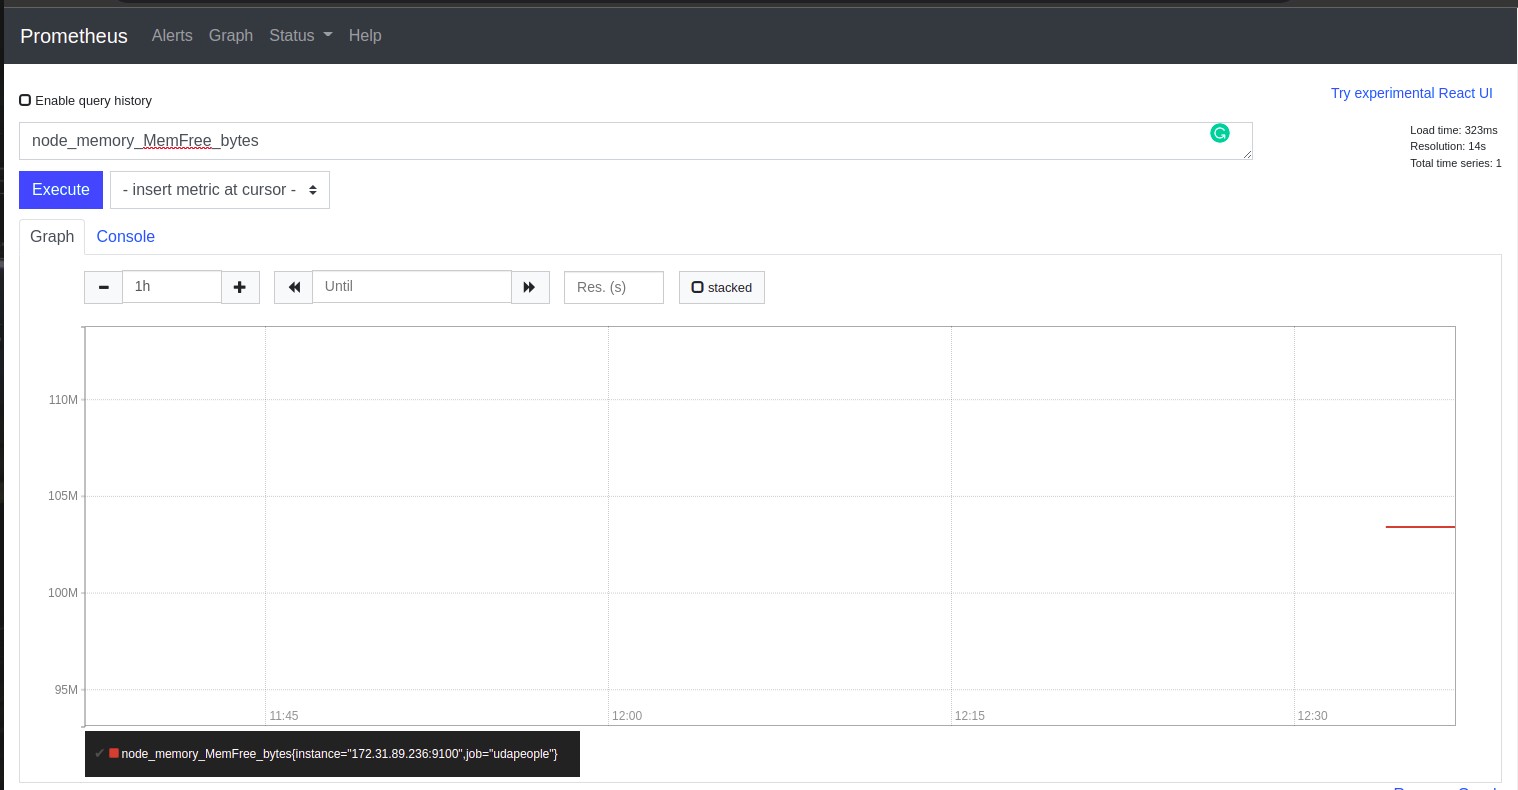 Prometheus Alerts Graph Status Help
Enable query history
Try experimental React UI
node_memory_MemFree_bytes
Load time: 323ms
Resolution: 14s
Total time series: 1
Execute - insert metric at cursor -
Graph Console
1h Until Res. (s) stacked
110M
105M
100M
95M
11:45 12:00 12:15 12:30
node_memory_MemFree_bytes{instance="172.31.89.236:9100",job="udapeople"}